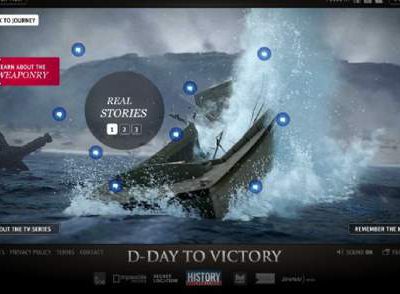 TO JOURNEY
LEARN ABOUT THE
WEAPONRY
REAL
STORIES
1 2 3
ABOUT THE TV SERIES
REMEMBER THE
PRIVACY POLICY TERMS CONTACT
D-DAY TO VICTORY
SOUND ON
HISTORY